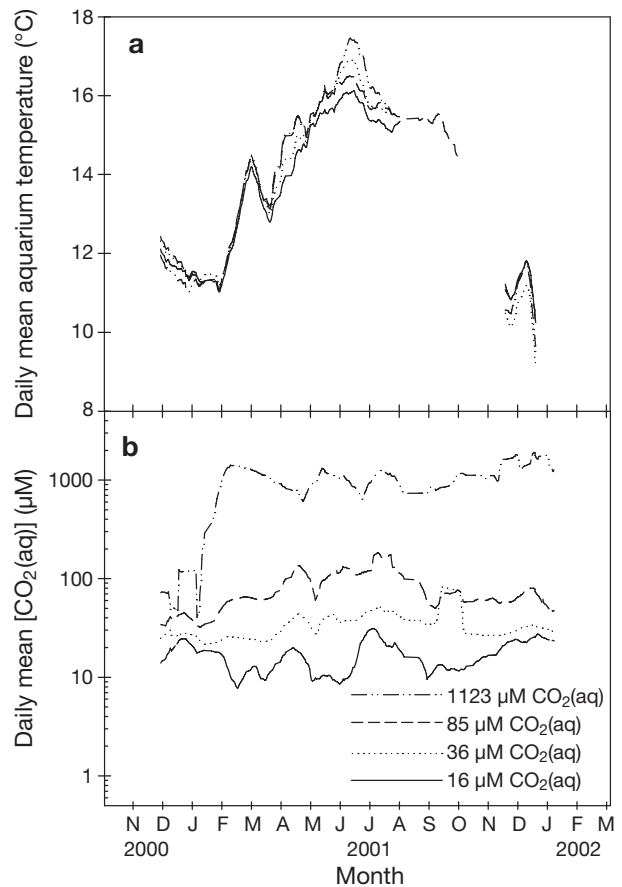 a
Daily mean aquarium temperature (°C)
18
16
14
12
10
8
b
Daily mean [CO₂(aq)] (µM)
1000
100
10
1
1123 µM CO₂(aq)
85 µM CO₂(aq)
36 µM CO₂(aq)
16 µM CO₂(aq)
N D J F M A M J J A S O N D J F M
2000 2001 2002
Month